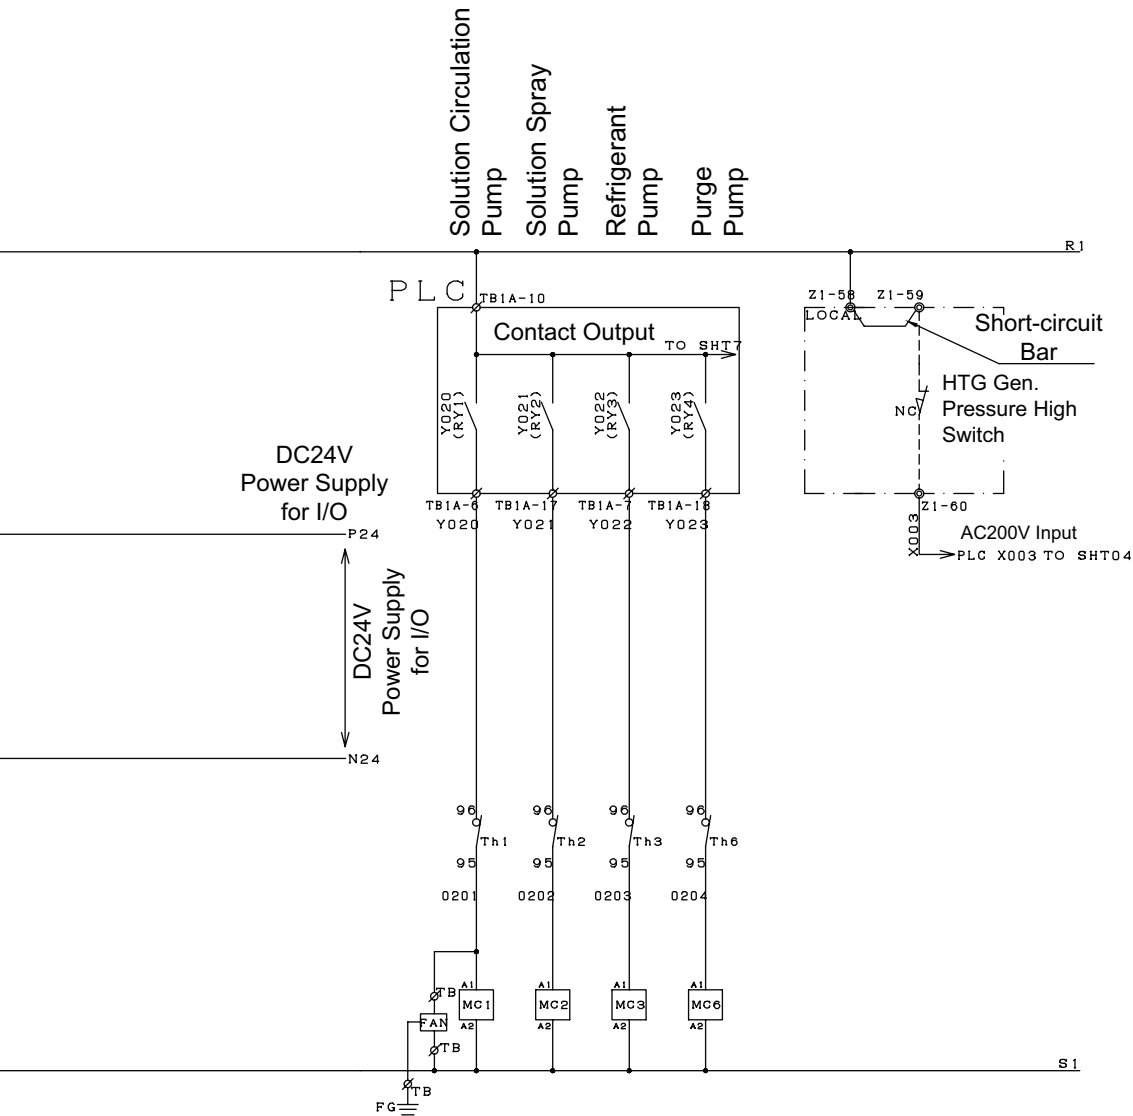 Solution Circulation
Pump
Solution Spray
Pump
Refrigerant
Pump
Purge
Pump
R1
PLC
TB1A-10
Z1-58
Z1-59
LOCAL
Contact Output
TO SHT7
Short-circuit
Bar
Y020
(RY1)
Y021
(RY2)
Y022
(RY3)
Y023
(RY4)
NC
HTG Gen.
Pressure High
Switch
DC24V
Power Supply
for I/O
TB1A-6
TB1A-17
TB1A-7
TB1A-18
Y020
Y021
Y022
Y023
Z1-60
X003
AC200V Input
PLC X003 TO SHT04
P24
DC24V
Power Supply
for I/O
N24
96
96
96
96
Th1
Th2
Th3
Th6
95
95
95
95
0201
0202
0203
0204
A1
A1
A1
A1
TB
MC1
MC2
MC3
MC6
FAN
A2
A2
A2
A2
TB
S1
TB
FG